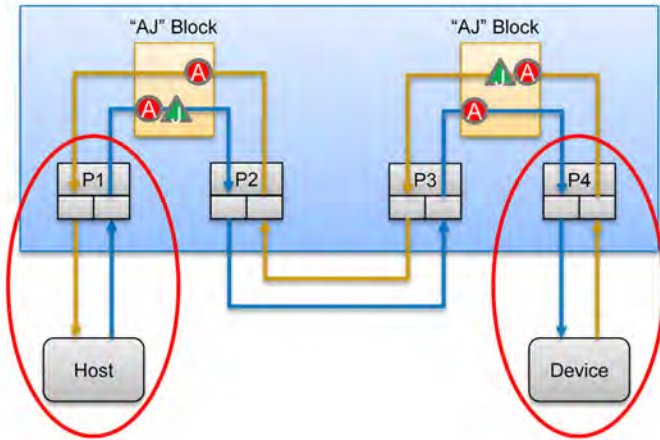 “AJ” Block
“AJ” Block
A
J
A
A
J
A
P1
P2
P3
P4
Host
Device